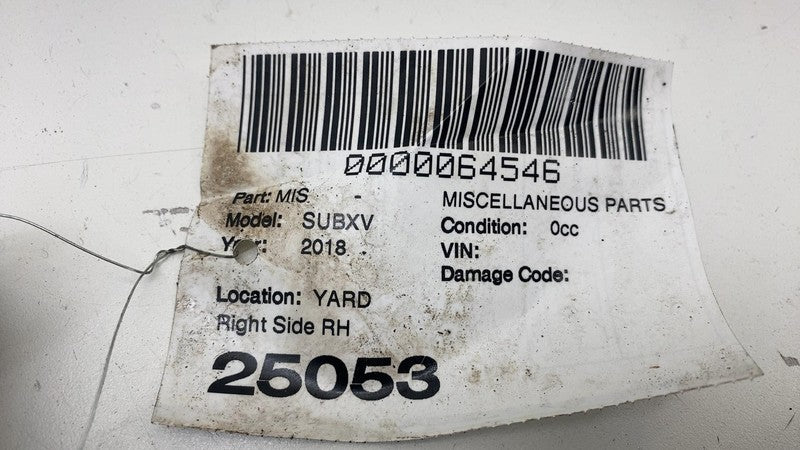 0000064546
Part: MIS - MISCELLANEOUS PARTS
Model: SUBXV Condition: 0cc
Year: 2018 VIN:
Damage Code:
Location: YARD
Right Side RH
25053